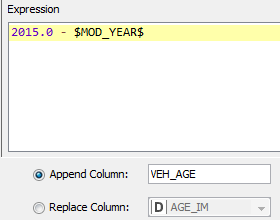 Expression
2015.0 - $MOD_YEAR$
Append Column: VEH_AGE
Replace Column: D AGE_IM